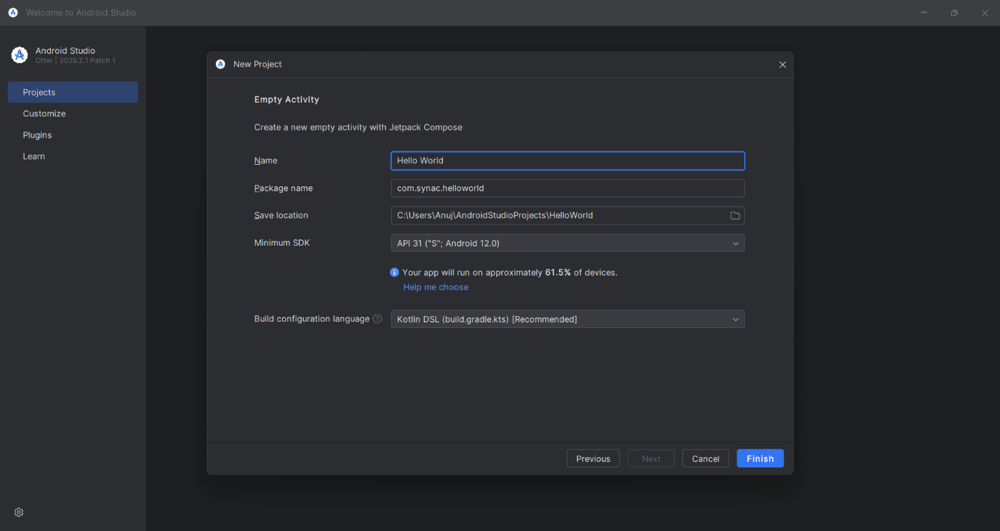 Welcome to Android Studio
Android Studio
Otter | 2025.2.1 Patch 1
Projects
Customize
Plugins
Learn
New Project
Empty Activity
Create a new empty activity with Jetpack Compose
Name
Hello World
Package name
com.synac.helloworld
Save location
C:\Users\Anuj\AndroidStudioProjects\HelloWorld
Minimum SDK
API 31 ("S"; Android 12.0)
Your app will run on approximately 61.5% of devices.
Help me choose
Build configuration language ?
Kotlin DSL (build.gradle.kts) [Recommended]
Previous
Next
Cancel
Finish